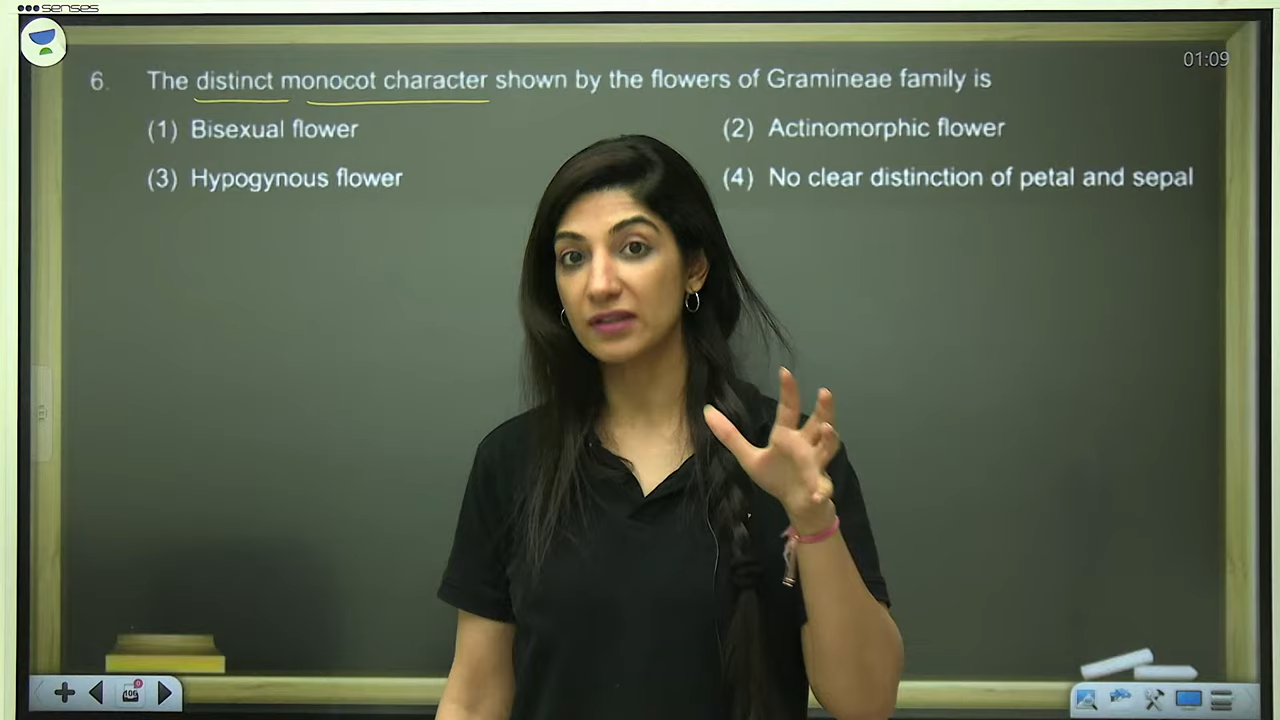 senses
01:09
6. The distinct monocot character shown by the flowers of Gramineae family is
(1) Bisexual flower
(2) Actinomorphic flower
(3) Hypogynous flower
(4) No clear distinction of petal and sepal
106